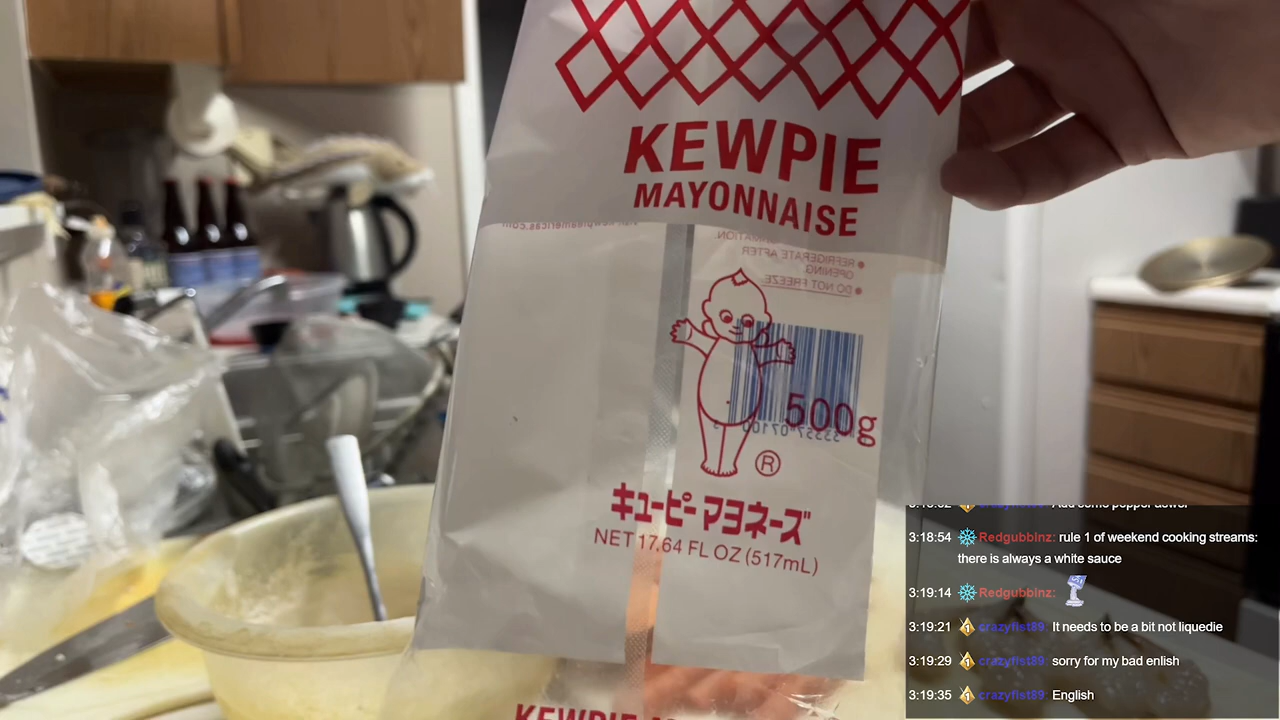 KEWPIE
MAYONNAISE
REFRIGERATE AFTER
OPENING
DO NOT FREEZE
500g
®
キューピー マヨネーズ
NET 17.64 FL OZ (517mL)
KEWPIE
3:18:54 Redgubbinz: rule 1 of weekend cooking streams:
there is always a white sauce
3:19:14 Redgubbinz:
3:19:21 crazyfist89: It needs to be a bit not liquedie
3:19:29 crazyfist89: sorry for my bad enlish
3:19:35 crazyfist89: English